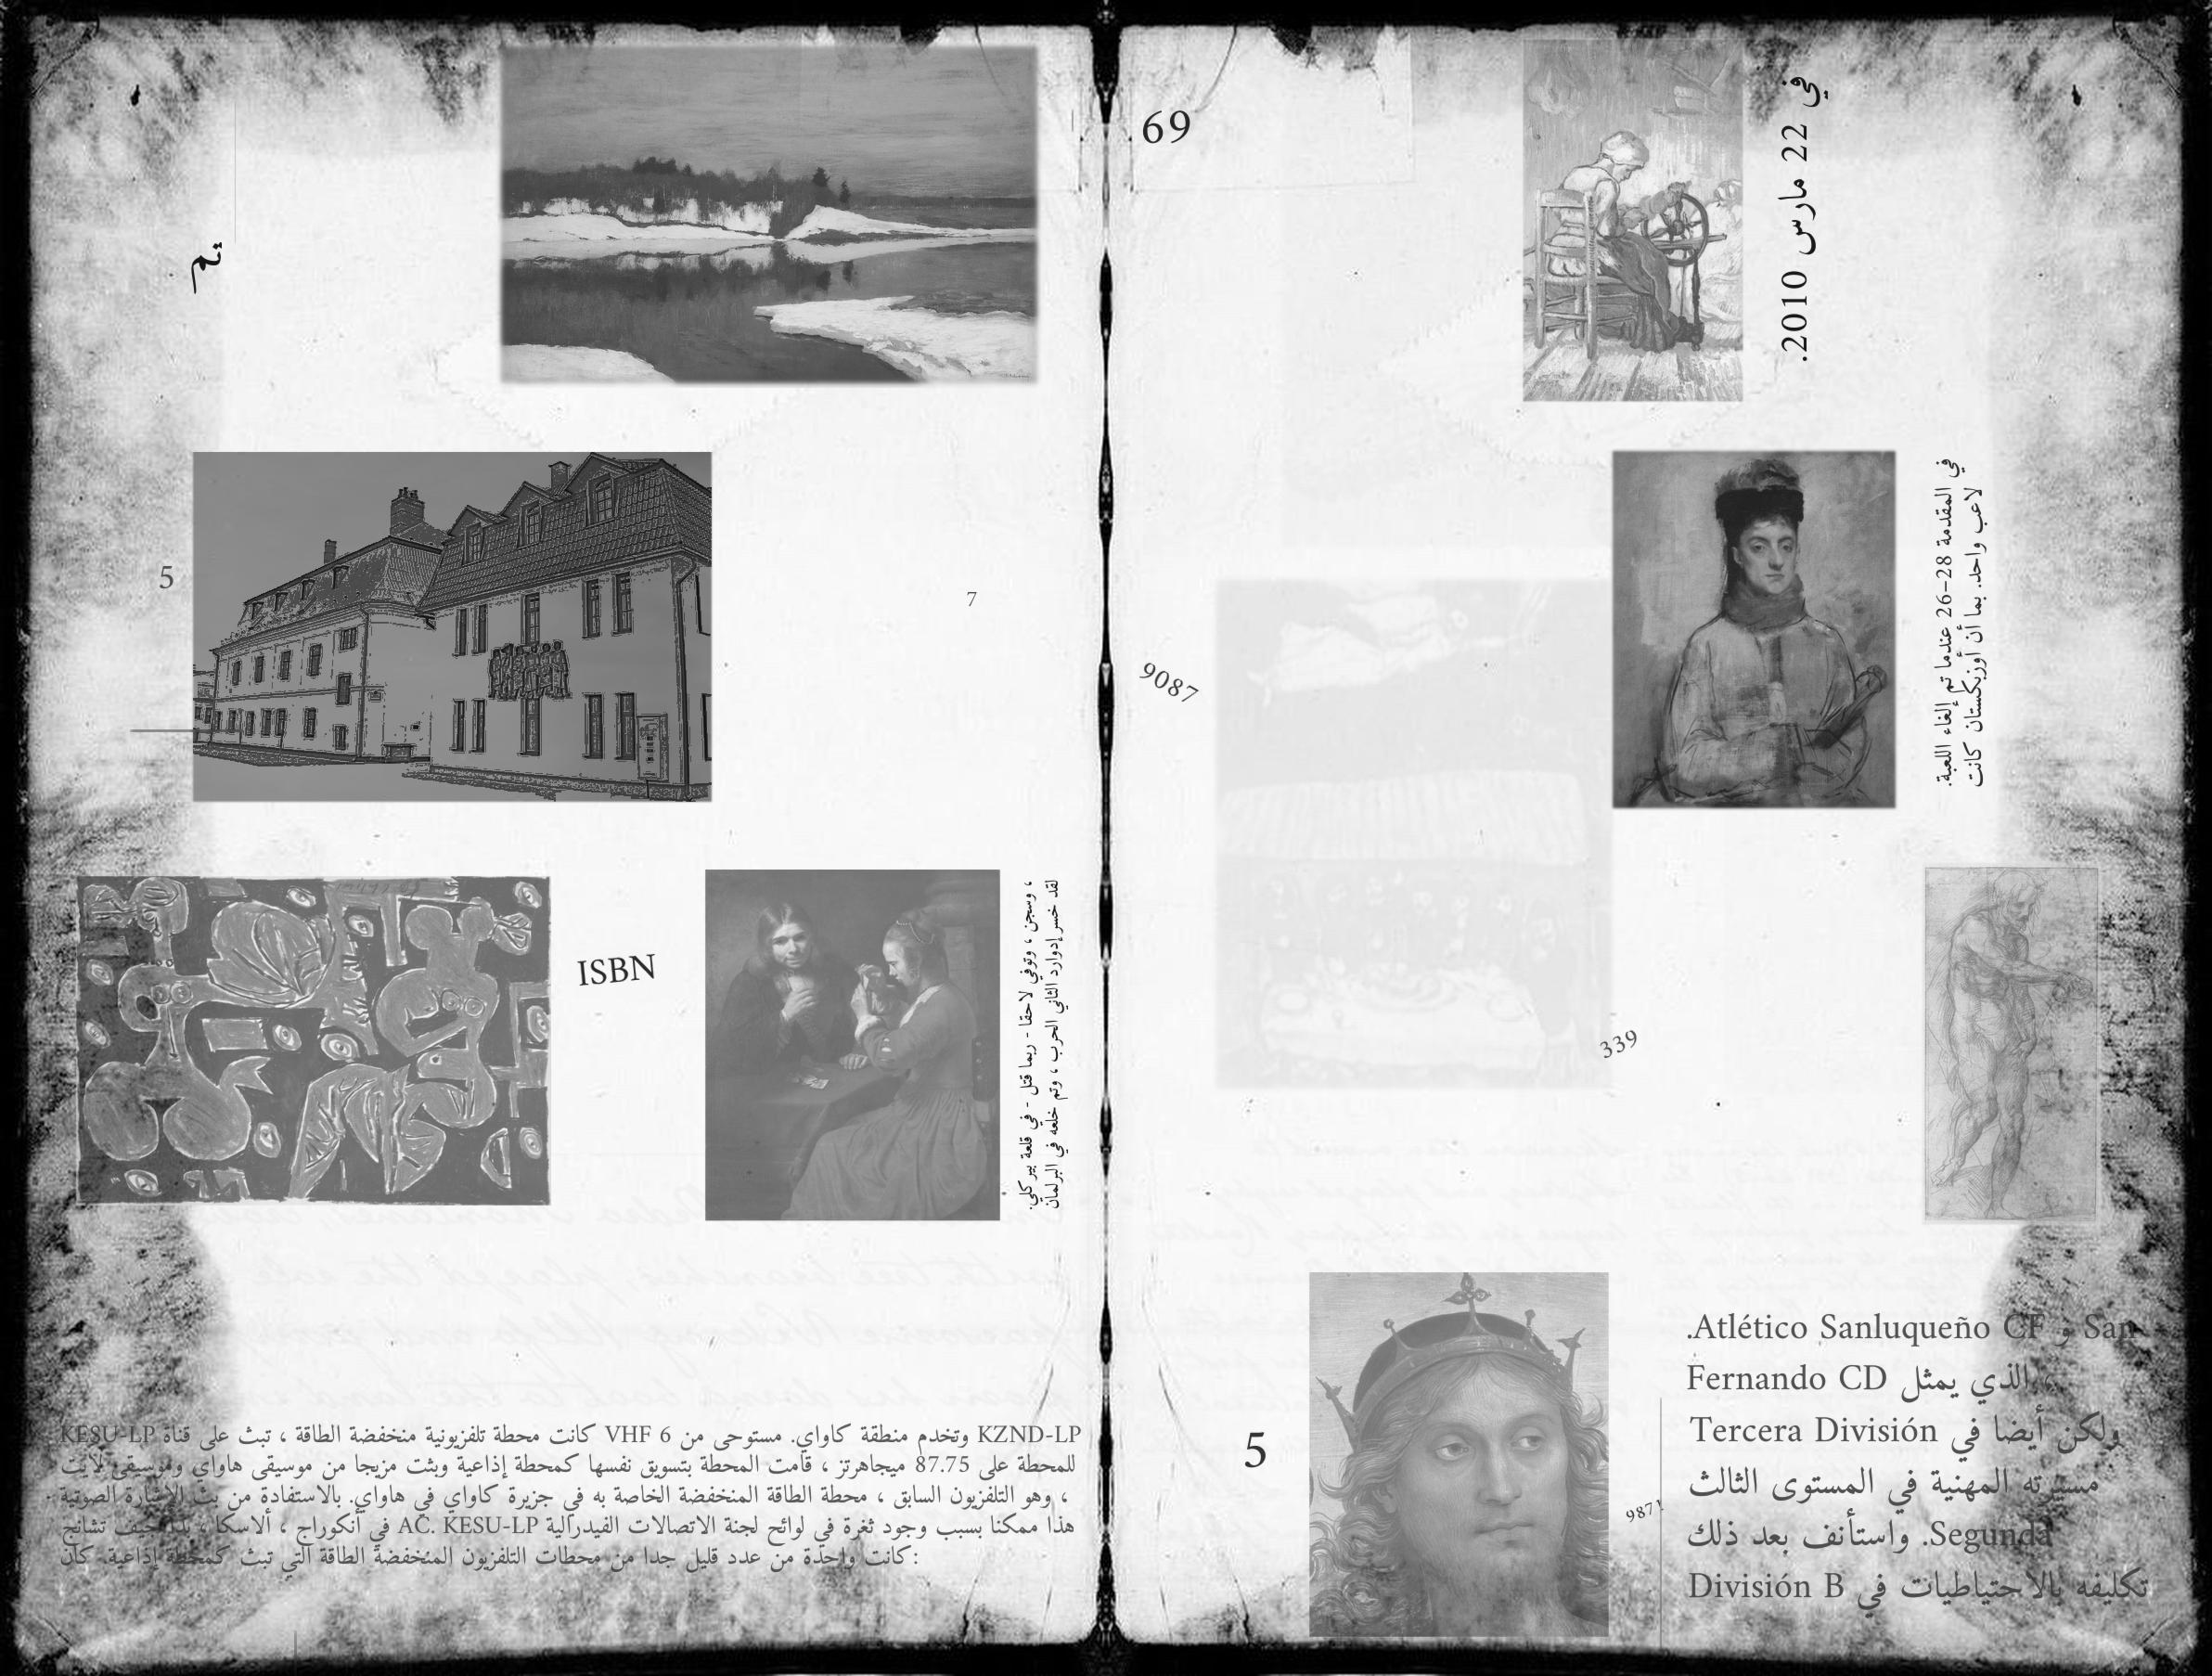 69
في 22 مارس 2010.
5
7
9087
في المقدمة 28–26 عندما تم إلغاء اللعبة.
لاعب واحد. بما أن أوزبكستان كانت
ISBN
، وسجن ، وتوفي لاحقا - ربما قتل - في قلعة بيركلي.
لقد خسر إدوارد الثاني الحرب ، وتم خلعه في البرلمان
339
KESU-LP كانت محطة تلفزيونية منخفضة الطاقة ، تبث على قناة VHF 6 وتخدم منطقة كاواي. مستوحى من KZND-LP
للمحطة على 87.75 ميجاهرتز ، قامت المحطة بتسويق نفسها كمحطة إذاعية وبثت مزيجا من موسيقى هاواي وموسيقى لايت
، وهو التلفزيون السابق ، محطة الطاقة المنخفضة الخاصة به في جزيرة كاواي في هاواي. بالاستفادة من بث الإشارة الصوتية
هذا ممكنا بسبب وجود ثغرة في لوائح لجنة الاتصالات الفيدرالية AC. KESU-LP في أنكوراج ، ألاسكا ، بدأ جيف تشانج
كانت واحدة من عدد قليل جدا من محطات التلفزيون المنخفضة الطاقة التي تبث كمحطة إذاعية. كان:
5
9871
.Atlético Sanluqueño CF و San
Fernando CD ، الذي يمثل
ولكن أيضا في Tercera División
مسيرته المهنية في المستوى الثالث
Segunda. واستأنف بعد ذلك
تكليفه بالاحتياطيات في División B